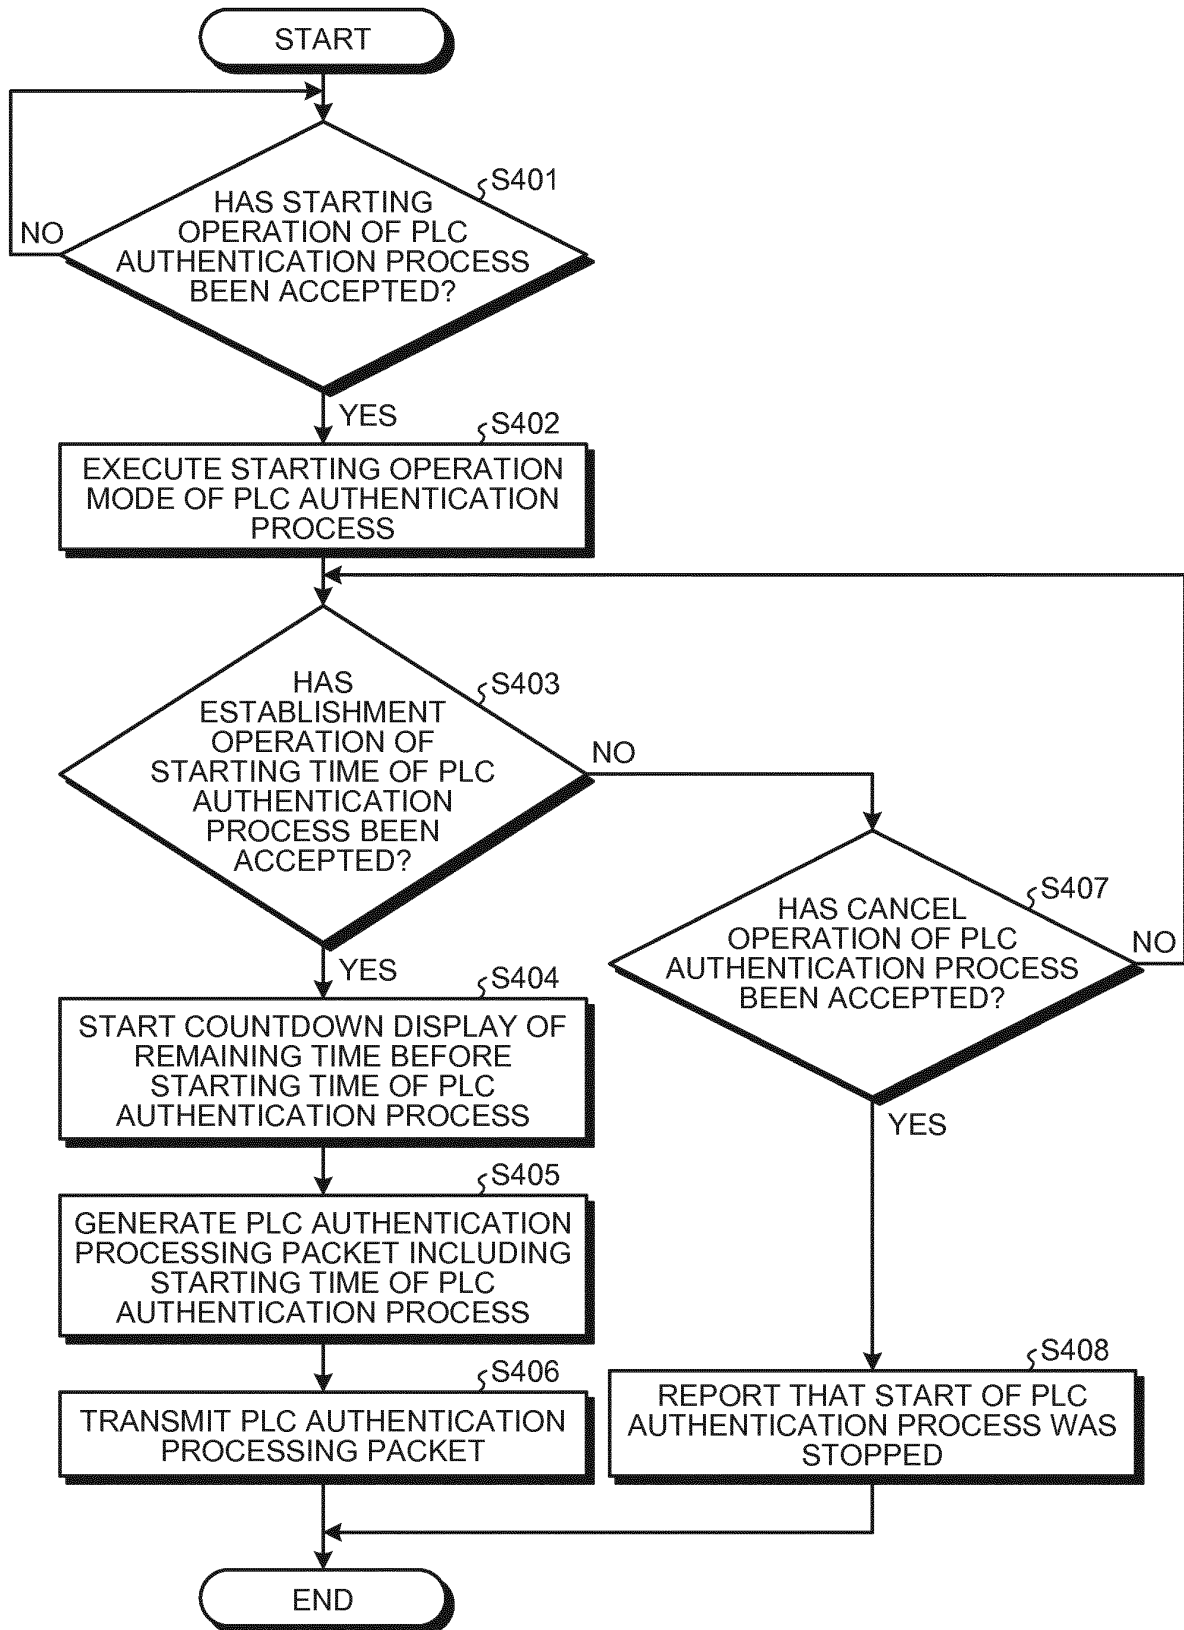 START
S401
HAS STARTING
OPERATION OF PLC
AUTHENTICATION PROCESS
BEEN ACCEPTED?
NO
YES
S402
EXECUTE STARTING OPERATION
MODE OF PLC AUTHENTICATION
PROCESS
S403
HAS
ESTABLISHMENT
OPERATION OF
STARTING TIME OF PLC
AUTHENTICATION
PROCESS BEEN
ACCEPTED?
NO
YES
S404
START COUNTDOWN DISPLAY OF
REMAINING TIME BEFORE
STARTING TIME OF PLC
AUTHENTICATION PROCESS
S405
GENERATE PLC AUTHENTICATION
PROCESSING PACKET INCLUDING
STARTING TIME OF PLC
AUTHENTICATION PROCESS
S406
TRANSMIT PLC AUTHENTICATION
PROCESSING PACKET
S407
HAS CANCEL
OPERATION OF PLC
AUTHENTICATION PROCESS
BEEN ACCEPTED?
NO
YES
S408
REPORT THAT START OF PLC
AUTHENTICATION PROCESS WAS
STOPPED
END